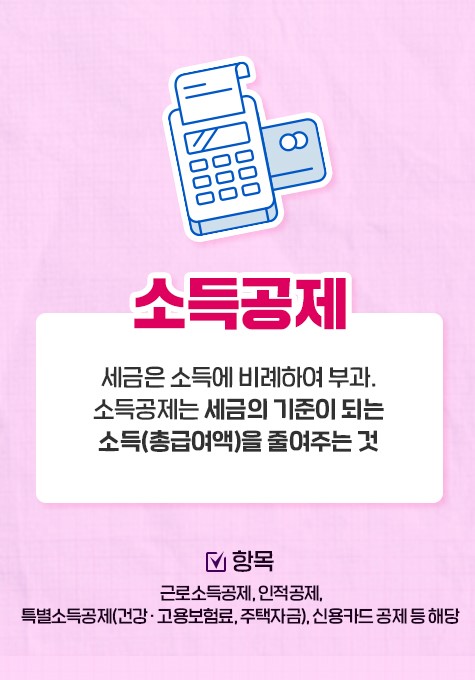 소득공제
세금은 소득에 비례하여 부과.
소득공제는 세금의 기준이 되는
소득(총급여액)을 줄여주는 것
항목
근로소득공제, 인적공제,
특별소득공제(건강·고용보험료, 주택자금), 신용카드 공제 등 해당